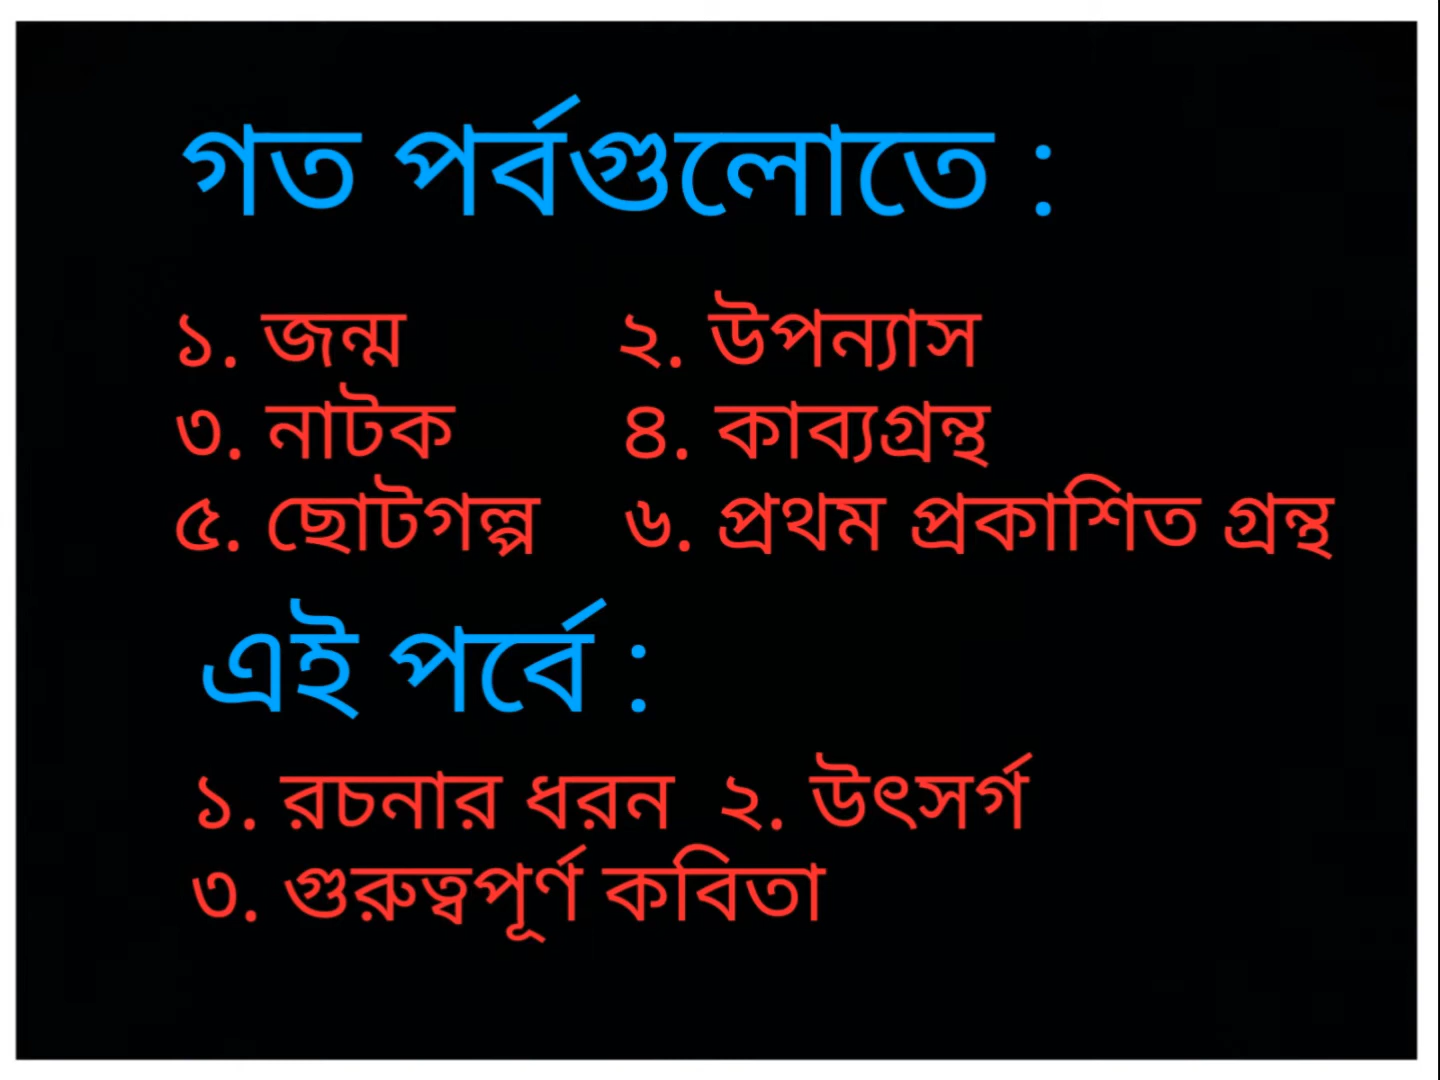 গত পর্বগুলোতে :
১. জন্ম ২. উপন্যাস
৩. নাটক ৪. কাব্যগ্রন্থ
৫. ছোটগল্প ৬. প্রথম প্রকাশিত গ্রন্থ
এই পর্বে :
১. রচনার ধরন ২. উৎসর্গ
৩. গুরুত্বপূর্ণ কবিতা